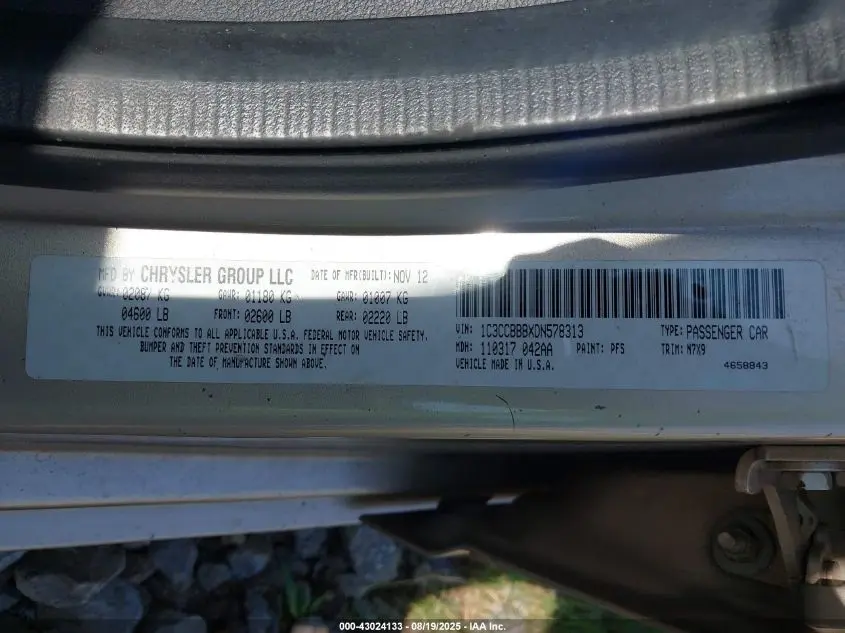 MFD BY CHRYSLER GROUP LLC DATE OF MFR(BUILT): NOV 12
GVWR: 02087 KG GAWR: 01180 KG GAWR: 01007 KG
04600 LB FRONT: 02600 LB REAR: 02220 LB
THIS VEHICLE CONFORMS TO ALL APPLICABLE U.S.A. FEDERAL MOTOR VEHICLE SAFETY,
BUMPER AND THEFT PREVENTION STANDARDS IN EFFECT ON
THE DATE OF MANUFACTURE SHOWN ABOVE.
VIN: 1C3CCBBBXDN578313 TYPE: PASSENGER CAR
MDH: 110317 042AA PAINT: PFS TRIM: N7X9
VEHICLE MADE IN U.S.A. 4658843
000-43024133 - 08/19/2025 - IAA Inc.